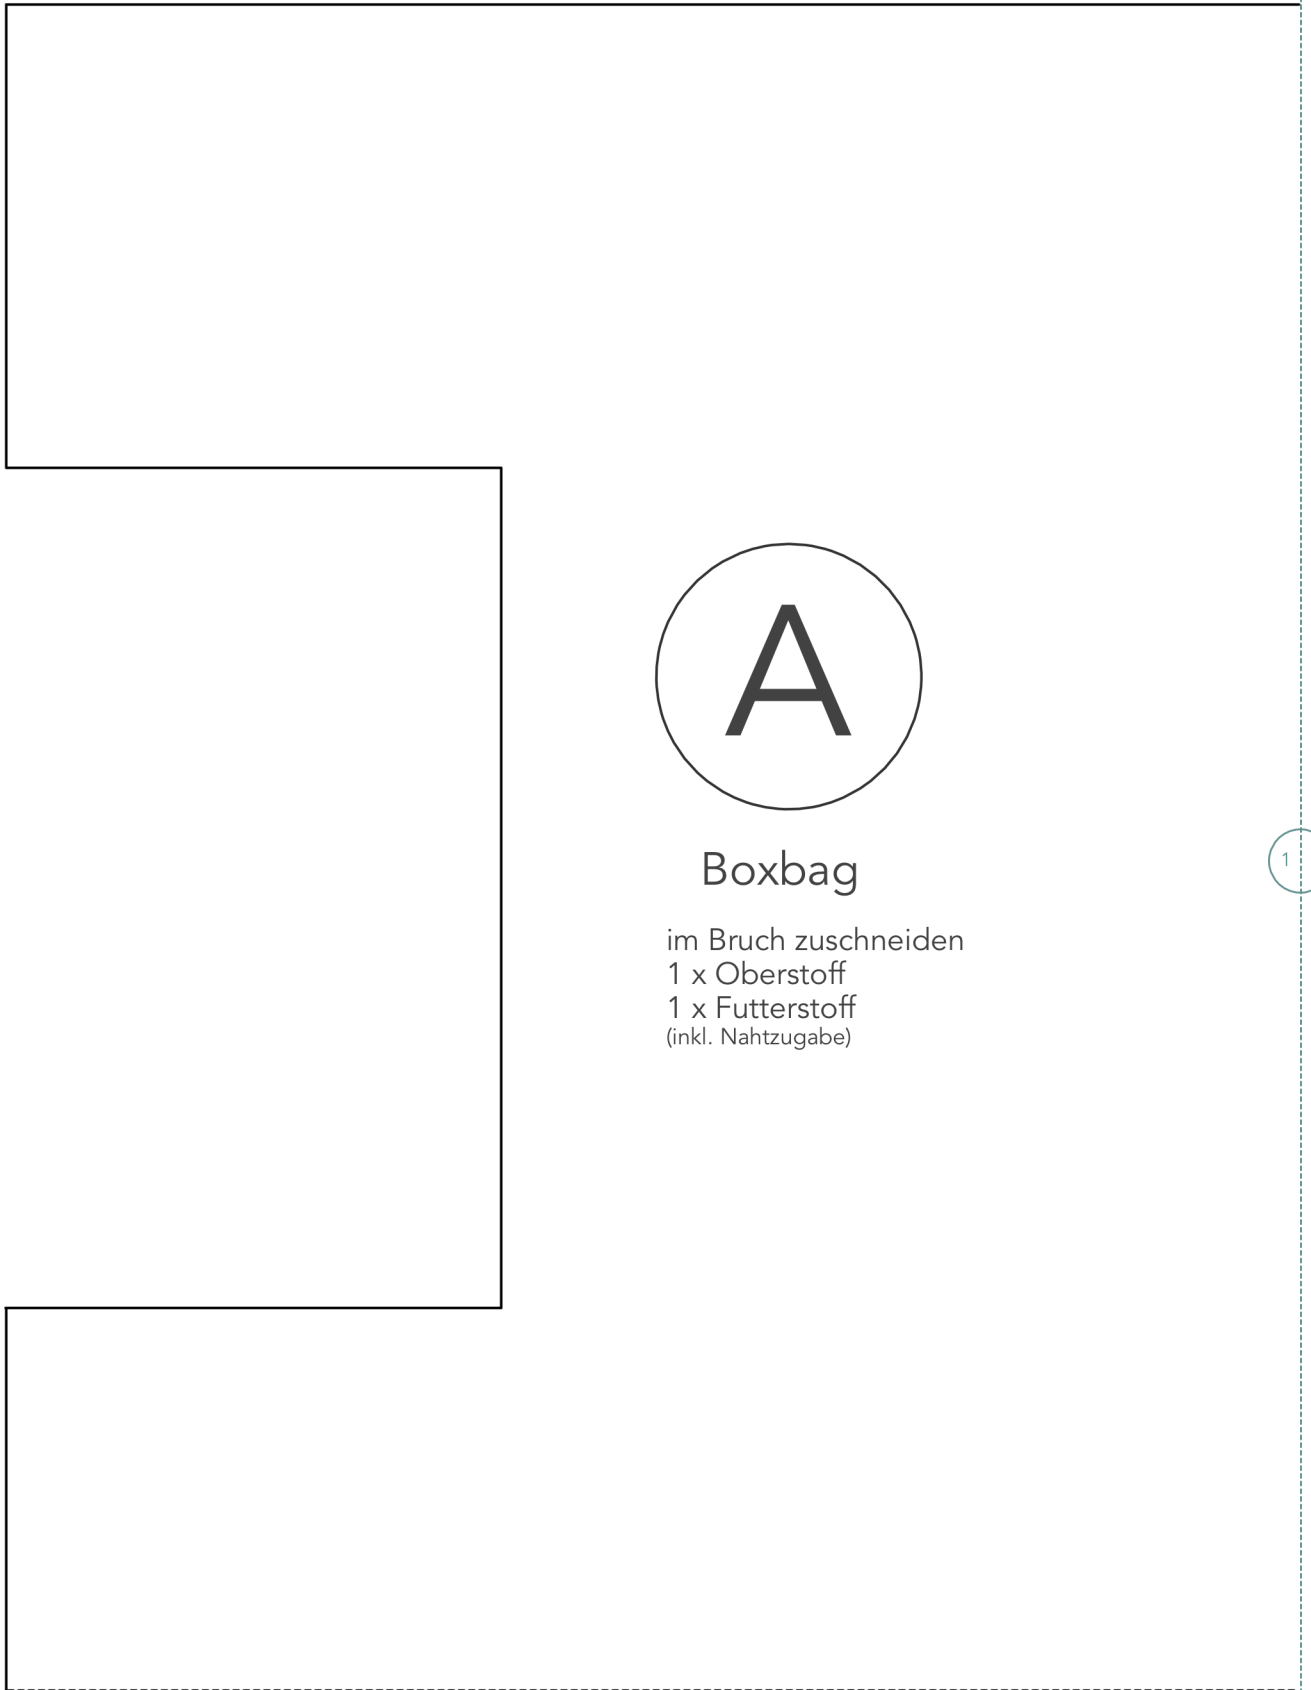 A
Boxbag
1
im Bruch zuschneiden
1 x Oberstoff
1 x Futterstoff
(inkl. Nahtzugabe)